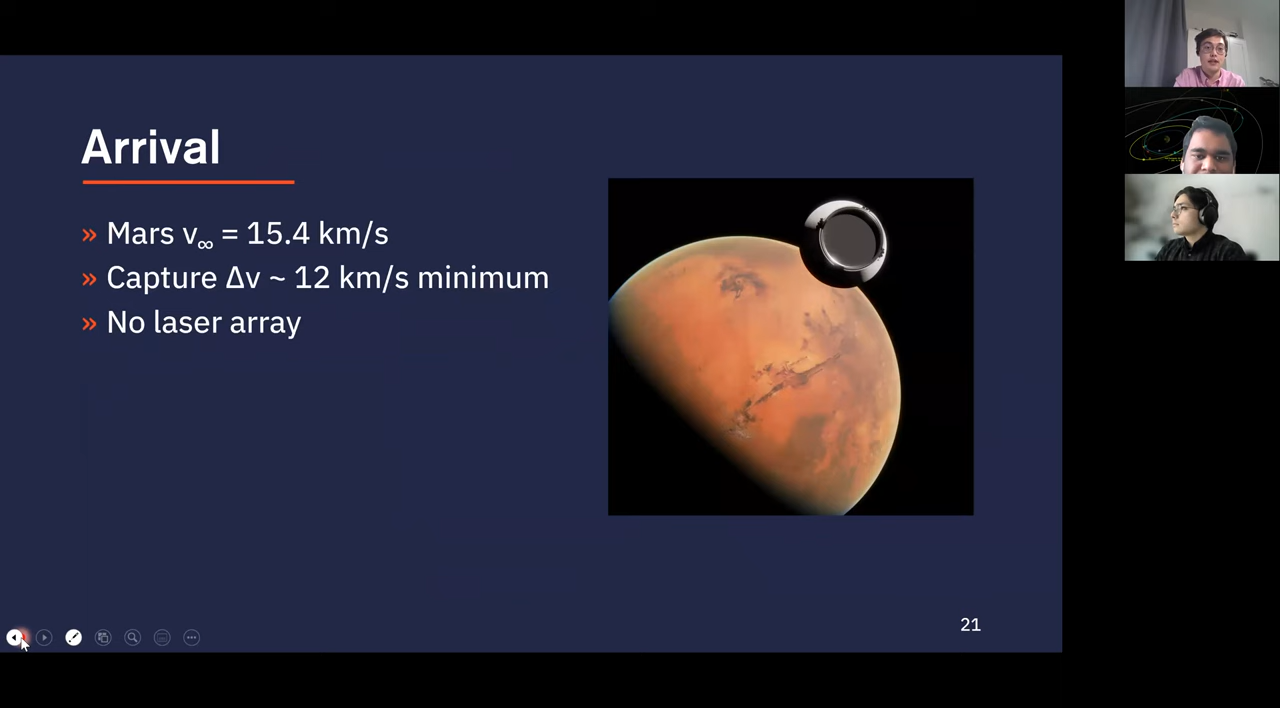 Arrival
» Mars v∞ = 15.4 km/s
» Capture Δv ~ 12 km/s minimum
» No laser array
21